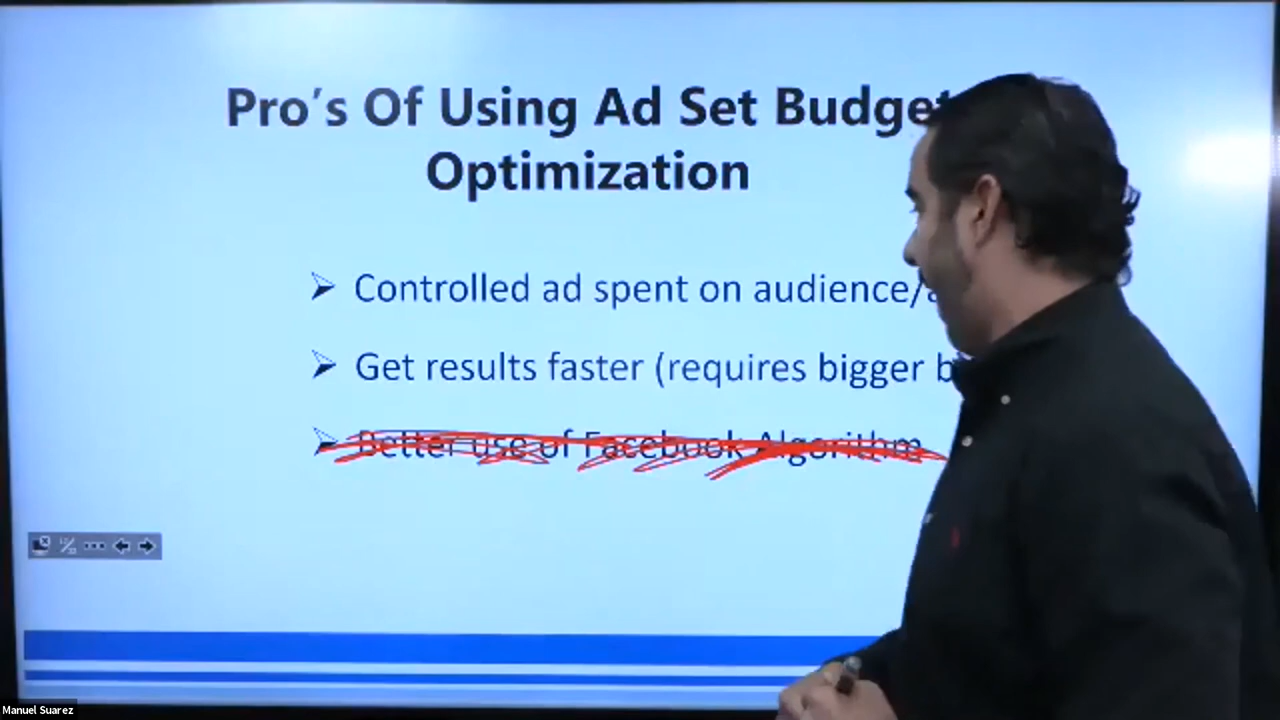 Pro's Of Using Ad Set Budget
Optimization
➢ Controlled ad spent on audience/
➢ Get results faster (requires bigger
➢ Better use of Facebook Algorithm
Manuel Suarez